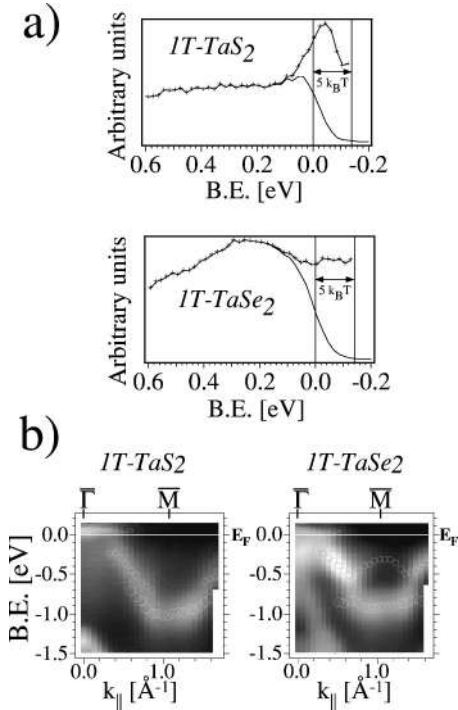 a)
1T-TaS2
Arbitrary units
5 kBT
0.6 0.4 0.2 0.0 -0.2
B.E. [eV]
1T-TaSe2
Arbitrary units
5 kBT
0.6 0.4 0.2 0.0 -0.2
B.E. [eV]
b)
1T-TaS2 1T-TaSe2
Γ̅ M̅ Γ̅ M̅
0.0 EF 0.0 EF
-0.5 -0.5
-1.0 -1.0
-1.5 -1.5
B.E. [eV]
0.0 1.0 0.0 1.0
k|| [Å-1] k|| [Å-1]